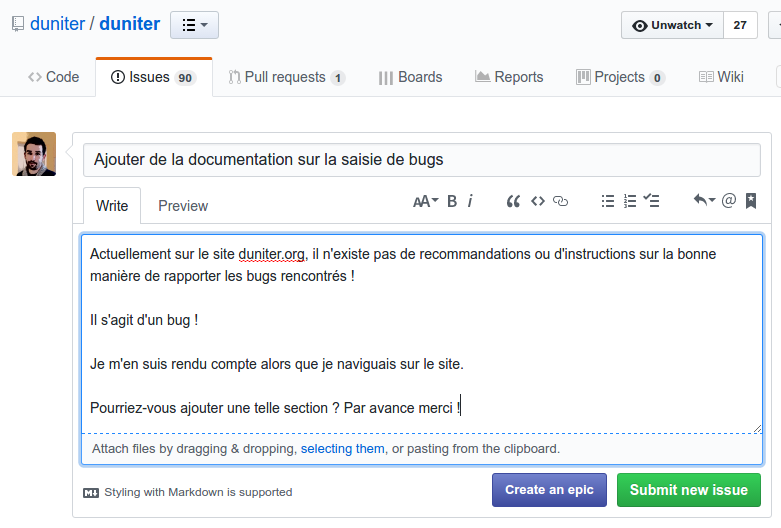 duniter / duniter
Unwatch 27
Code Issues 90 Pull requests 1 Boards Reports Projects 0 Wiki
Ajouter de la documentation sur la saisie de bugs
Write Preview AA B i
Actuellement sur le site duniter.org, il n'existe pas de recommandations ou d'instructions sur la bonne
manière de rapporter les bugs rencontrés !
Il s'agit d'un bug !
Je m'en suis rendu compte alors que je naviguais sur le site.
Pourriez-vous ajouter une telle section ? Par avance merci !
Attach files by dragging & dropping, selecting them, or pasting from the clipboard.
Styling with Markdown is supported Create an epic Submit new issue